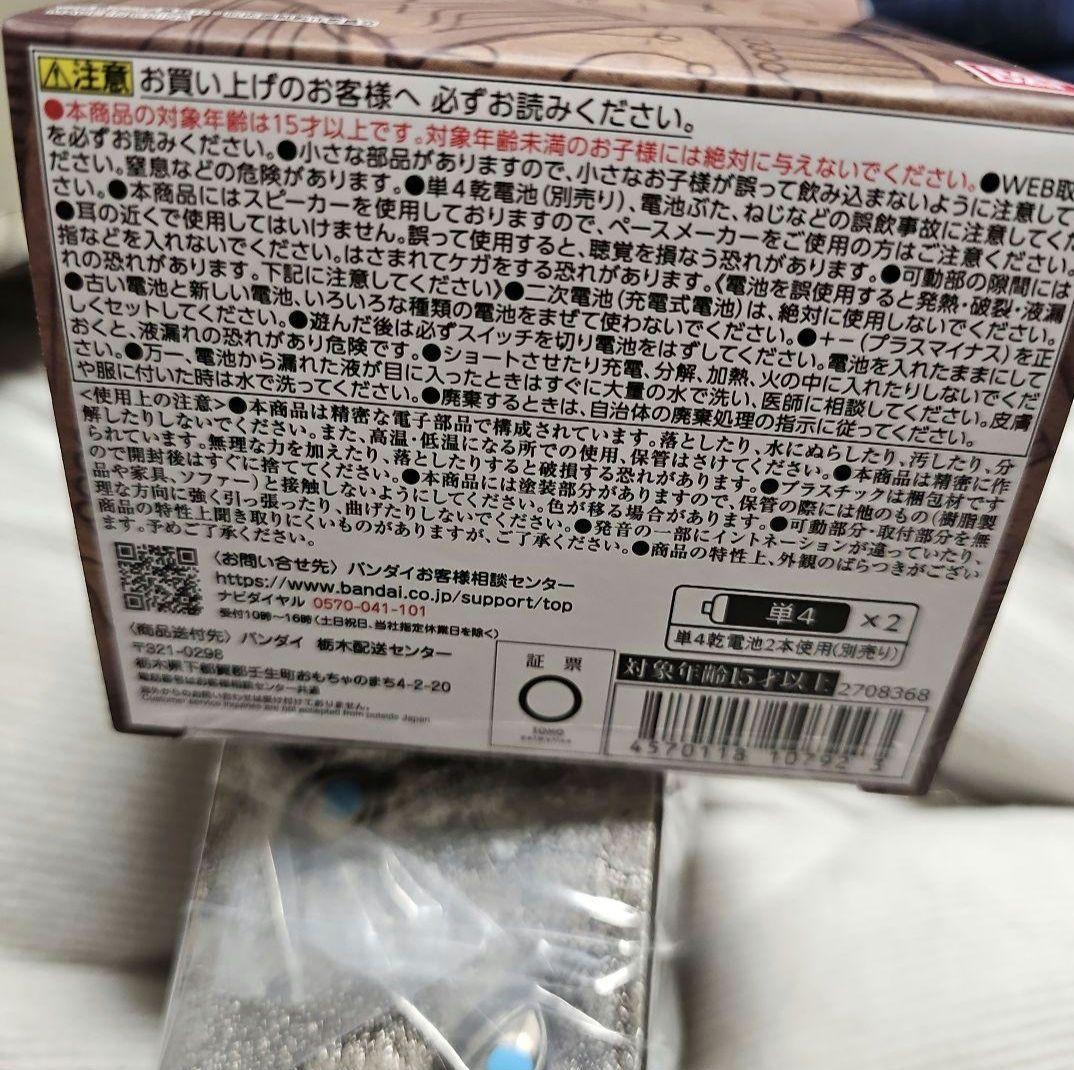 ⚠注意 お買い上げのお客様へ 必ずお読みください。
●本商品の対象年齢は15才以上です。対象年齢未満のお子様には絶対に与えないでください。●WEB取
を必ずお読みください。●小さな部品がありますので、小さなお子様が誤って飲み込まないように注意して
ださい。窒息などの危険があります。●単4乾電池(別売り)、電池ぶた、ねじなどの誤飲事故に注意してくだ
さい。●本商品にはスピーカーを使用しておりますので、ペースメーカーをご使用の方はご注意ください。
●耳の近くで使用してはいけません。誤って使用すると、聴覚を損なう恐れがあります。●可動部の隙間には
指などを入れないでください。はさまれてケガをする恐れがあります。《電池を誤使用すると発熱・破裂・液漏
れの恐れがあります。下記に注意してください》●二次電池(充電式電池)は、絶対に使用しないでください。
●古い電池と新しい電池、いろいろな種類の電池をまぜて使わないでください。●+-(プラスマイナス)を正
しくセットしてください。●遊んだ後は必ずスイッチを切り電池をはずしてください。電池を入れたままにして
おくと、液漏れの恐れがあり危険です。●ショートさせたり充電、分解、加熱、火の中に入れたりしないでくだ
さい。●万一、電池から漏れた液が目に入ったときはすぐに大量の水で洗い、医師に相談してください。皮膚
や服に付いた時は水で洗ってください。●廃棄するときは、自治体の廃棄処理の指示に従ってください。
<使用上の注意>●本商品は精密な電子部品で構成されています。落としたり、水にぬらしたり、汚したり、分
解したりしないでください。また、高温・低温になる所での使用、保管はさけてください。●本商品は精密に作
られています。無理な力を加えたり、落としたりすると破損する恐れがあります。●プラスチックは梱包材です
ので開封後はすぐに捨ててください。●本商品には塗装部分がありますので、保管の際には他のもの(樹脂製
品や家具、ソファー)と接触しないようにしてください。色が移る場合があります。●可動部分・取付部分を無
理な方向に強く引っ張ったり、曲げたりしないでください。●発音の一部にイントネーションが違っていたり、
商品の特性上聞き取りにくいものがありますが、ご了承ください。●商品の特性上、外観のばらつきがござい
ます。予めご了承ください。
〈お問い合せ先〉バンダイお客様相談センター
https://www.bandai.co.jp/support/top
ナビダイヤル 0570-041-101
受付10時〜16時(土日祝日、当社指定休業日を除く)
〈商品送付先〉バンダイ 栃木配送センター
〒321-0298
栃木県下都賀郡壬生町おもちゃのまち4-2-20
電話番号はお客様相談センター共通
海外からのお問い合わせは受け付けておりません。
Customer service inquiries are not accepted from outside Japan
単4 ×2
単4乾電池2本使用(別売り)
証票
対象年齢15才以上 2708368
4570118 10792 3